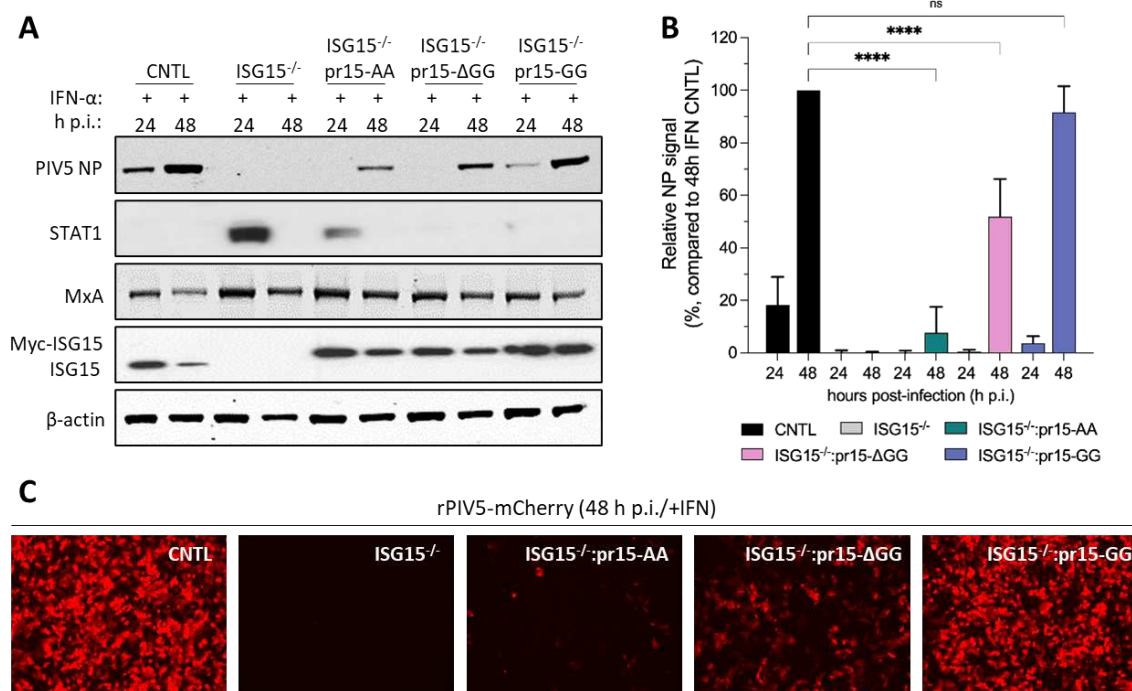 A
CNTL
ISG15-/-
ISG15-/-
pr15-AA
ISG15-/-
pr15-ΔGG
ISG15-/-
pr15-GG
IFN-α: + + + + + + + + + +
h p.i.: 24 48 24 48 24 48 24 48 24 48
PIV5 NP
STAT1
MxA
Myc-ISG15
ISG15
β-actin
B
ns
****
****
Relative NP signal
(%, compared to 48h IFN CNTL)
120
100
80
60
40
20
0
24 48 24 48 24 48 24 48 24 48
hours post-infection (h p.i.)
CNTL ISG15-/- ISG15-/-:pr15-AA
ISG15-/-:pr15-ΔGG ISG15-/-:pr15-GG
C
rPIV5-mCherry (48 h p.i./+IFN)
CNTL ISG15-/- ISG15-/-:pr15-AA ISG15-/-:pr15-ΔGG ISG15-/-:pr15-GG